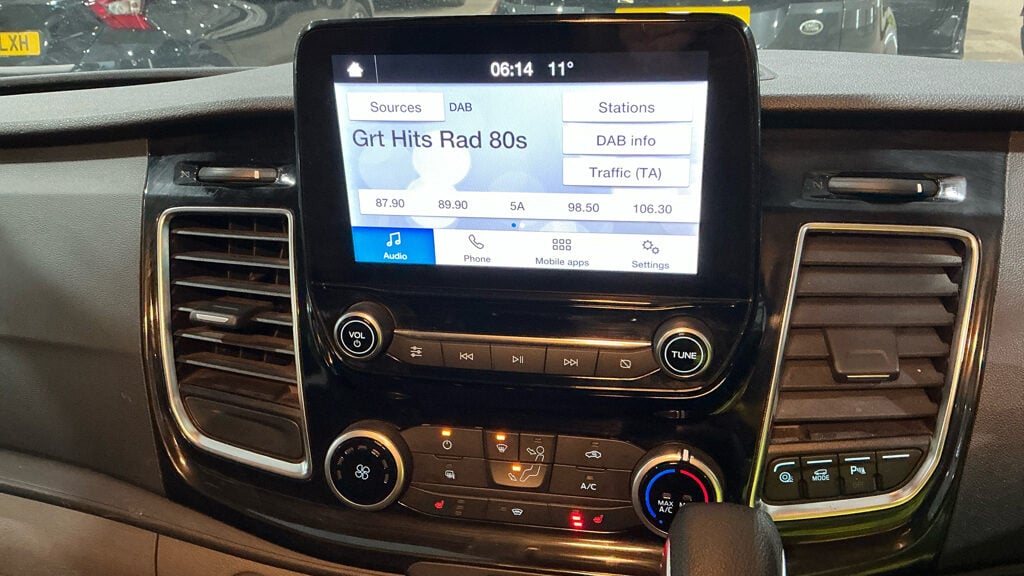 LXH
06:14 11°
Sources DAB Stations
Grt Hits Rad 80s
DAB info
Traffic (TA)
87.90 89.90 5A 98.50 106.30
Audio Phone Mobile apps Settings
VOL
TUNE
A/C
MAX
A/C
MODE
P